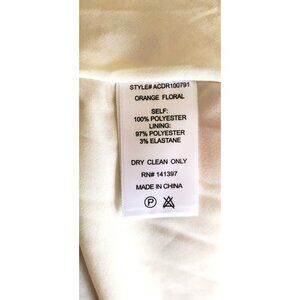 STYLE# ACDR100791
ORANGE FLORAL
SELF:
100% POLYESTER
LINING:
97% POLYESTER
3% ELASTANE
DRY CLEAN ONLY
RN# 141397
MADE IN CHINA
P